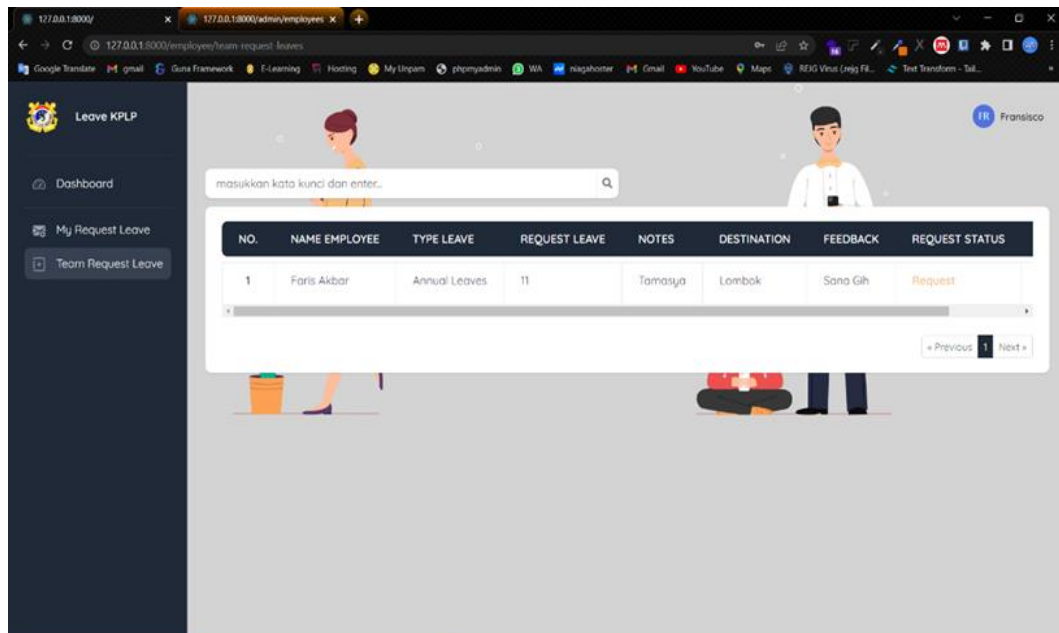 127.0.0.1:8000/
127.0.0.1:8000/admin/employees
127.0.0.1:8000/employee/team-request-leaves
Google Translate gmail Guna Framework E-Learning Hosting My Unpam phpmyadmin WA niagahoster Gmail YouTube Maps Virus Text Transform - Tail...
Leave KPLP
FR Fransisco
Dashboard
My Request Leave
Team Request Leave
masukkan kata kunci dan enter...
NO. NAME EMPLOYEE TYPE LEAVE REQUEST LEAVE NOTES DESTINATION FEEDBACK REQUEST STATUS
1 Faris Akbar Annual Leaves 11 Tamasya Lombok Sana Gih Request
« Previous 1 Next »